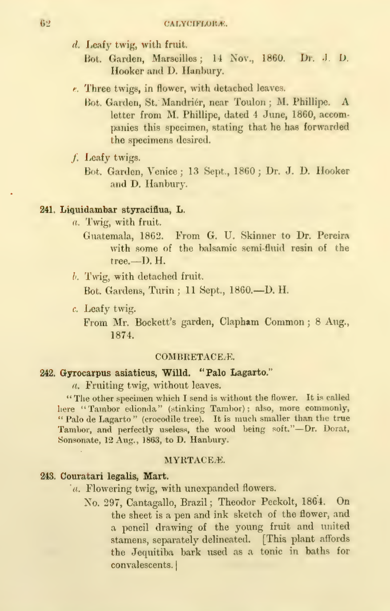 62 CALYCIFLORÆ.
d. Leafy twig, with fruit.
Bot. Garden, Marseilles; 14 Nov., 1860. Dr. J. D.
Hooker and D. Hanbury.
e. Three twigs, in flower, with detached leaves.
Bot. Garden, St. Mandriér, near Toulon; M. Phillipe. A
letter from M. Phillipe, dated 4 June, 1860, accom-
panies this specimen, stating that he has forwarded
the specimens desired.
f. Leafy twigs.
Bot. Garden, Venice; 13 Sept., 1860; Dr. J. D. Hooker
and D. Hanbury.
241. Liquidambar styraciflua, L.
a. Twig, with fruit.
Guatemala, 1862. From G. U. Skinner to Dr. Pereira
with some of the balsamic semi-fluid resin of the
tree.—D. H.
b. Twig, with detached fruit.
Bot. Gardens, Turin; 11 Sept., 1860.—D. H.
c. Leafy twig.
From Mr. Bockett's garden, Clapham Common; 8 Aug.,
1874.
COMBRETACEÆ.
242. Gyrocarpus asiaticus, Willd. "Palo Lagarto."
a. Fruiting twig, without leaves.
"The other specimen which I send is without the flower. It is called
here "Tambor edionda" (stinking Tambor); also, more commonly,
"Palo de Lagarto" (crocodile tree). It is much smaller than the true
Tambor, and perfectly useless, the wood being soft."—Dr. Dorat,
Sonsonate, 12 Aug., 1863, to D. Hanbury.
MYRTACEÆ.
243. Couratari legalis, Mart.
a. Flowering twig, with unexpanded flowers.
No. 297, Cantagallo, Brazil; Theodor Peckolt, 1864. On
the sheet is a pen and ink sketch of the flower, and
a pencil drawing of the young fruit and united
stamens, separately delineated. [This plant affords
the Jequitiba bark used as a tonic in baths for
convalescents.]